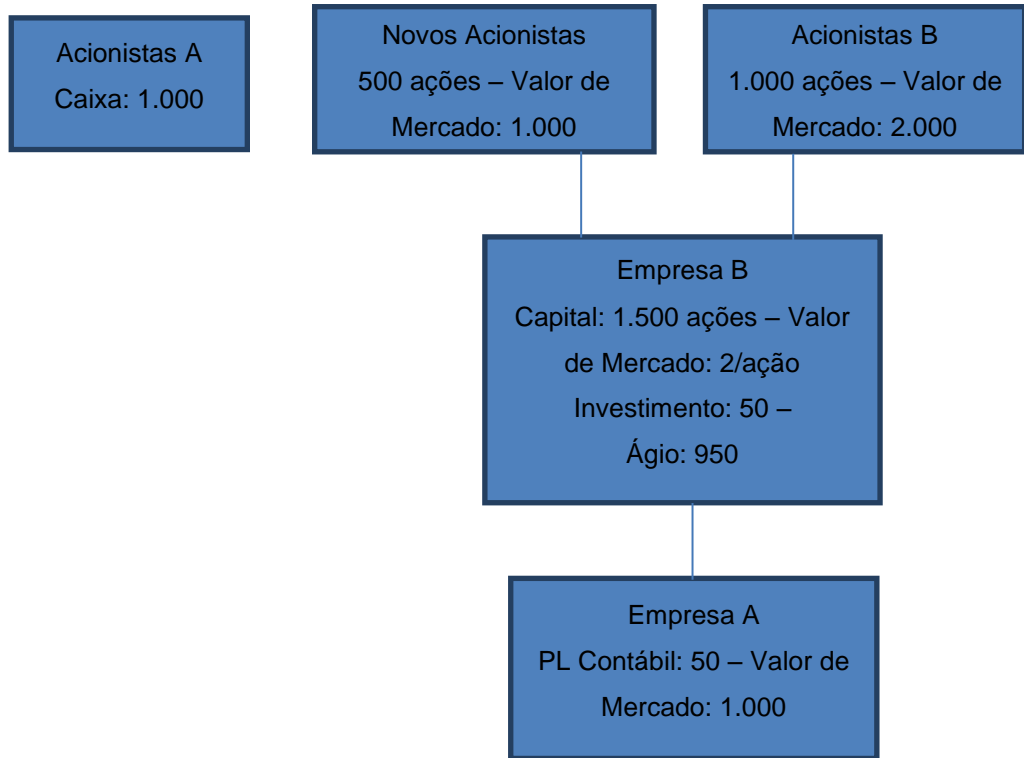 Acionistas A
Caixa: 1.000
Novos Acionistas
500 ações – Valor de
Mercado: 1.000
Acionistas B
1.000 ações – Valor de
Mercado: 2.000
Empresa B
Capital: 1.500 ações – Valor
de Mercado: 2/ação
Investimento: 50 –
Ágio: 950
Empresa A
PL Contábil: 50 – Valor de
Mercado: 1.000